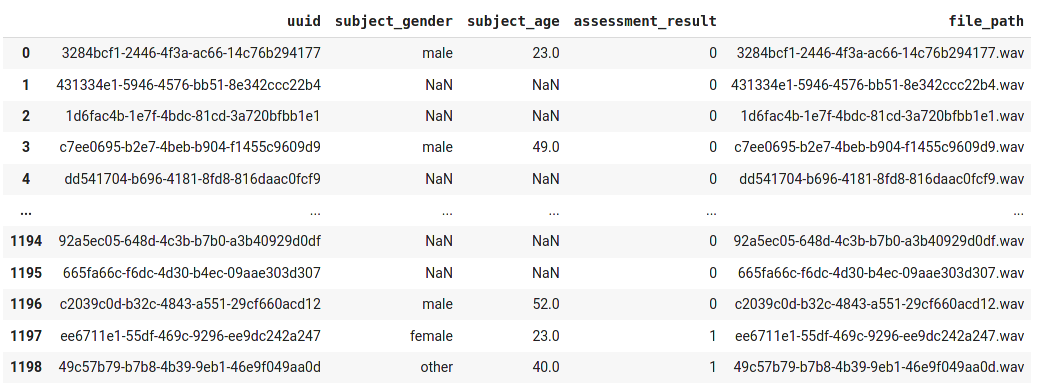 uuid subject_gender subject_age assessment_result file_path
0 3284bcf1-2446-4f3a-ac66-14c76b294177 male 23.0 0 3284bcf1-2446-4f3a-ac66-14c76b294177.wav
1 431334e1-5946-4576-bb51-8e342ccc22b4 NaN NaN 0 431334e1-5946-4576-bb51-8e342ccc22b4.wav
2 1d6fac4b-1e7f-4bdc-81cd-3a720bfbb1e1 NaN NaN 0 1d6fac4b-1e7f-4bdc-81cd-3a720bfbb1e1.wav
3 c7ee0695-b2e7-4beb-b904-f1455c9609d9 male 49.0 0 c7ee0695-b2e7-4beb-b904-f1455c9609d9.wav
4 dd541704-b696-4181-8fd8-816daac0fcf9 NaN NaN 0 dd541704-b696-4181-8fd8-816daac0fcf9.wav
... ... ... ... ... ...
1194 92a5ec05-648d-4c3b-b7b0-a3b40929d0df NaN NaN 0 92a5ec05-648d-4c3b-b7b0-a3b40929d0df.wav
1195 665fa66c-f6dc-4d30-b4ec-09aae303d307 NaN NaN 0 665fa66c-f6dc-4d30-b4ec-09aae303d307.wav
1196 c2039c0d-b32c-4843-a551-29cf660acd12 male 52.0 0 c2039c0d-b32c-4843-a551-29cf660acd12.wav
1197 ee6711e1-55df-469c-9296-ee9dc242a247 female 23.0 1 ee6711e1-55df-469c-9296-ee9dc242a247.wav
1198 49c57b79-b7b8-4b39-9eb1-46e9f049aa0d other 40.0 1 49c57b79-b7b8-4b39-9eb1-46e9f049aa0d.wav